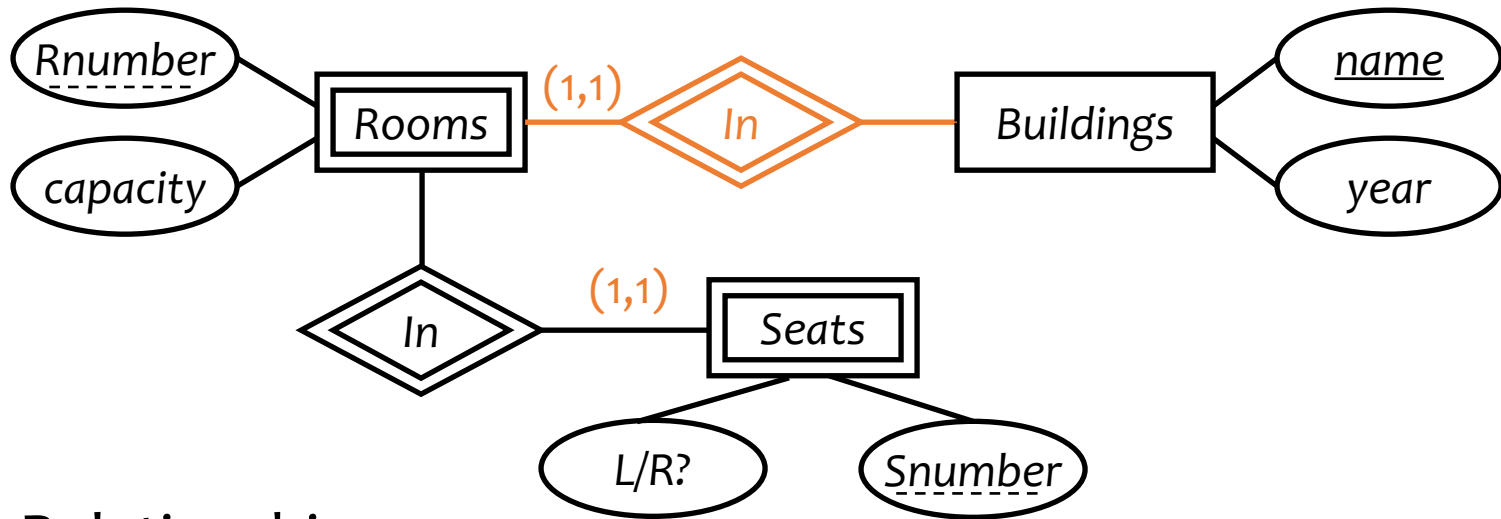 Rnumber
capacity
Rooms
(1,1)
In
Buildings
name
year
In
(1,1)
Seats
L/R?
Snumber